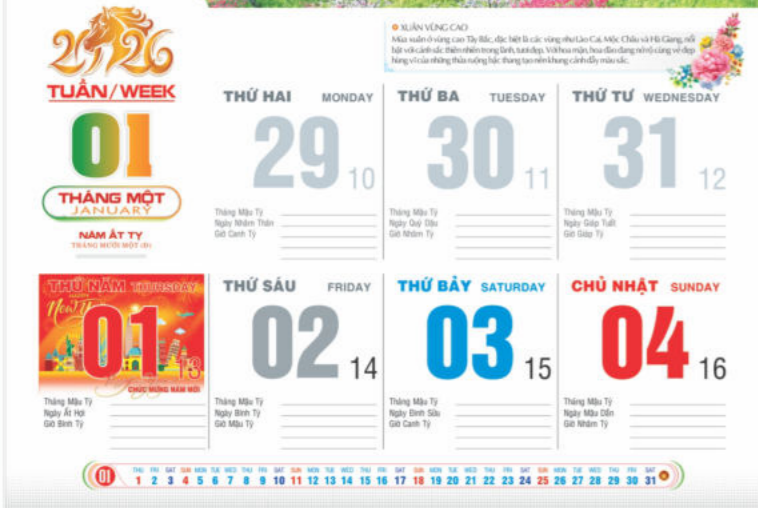 2026
TUẦN/WEEK
01
THÁNG MỘT
JANUARY
NĂM ẤT TỴ
THÁNG MƯỜI MỘT (Đ)
XUÂN VÙNG CAO
Mùa xuân ở vùng cao Tây Bắc, đặc biệt là các vùng như Lào Cai, Mộc Châu và Hà Giang, nổi
bật với cảnh sắc thiên nhiên trong lành, tươi đẹp. Với hoa mận, hoa đào đang nở rộ cùng vẻ đẹp
hùng vĩ của những thửa ruộng bậc thang tạo nên khung cảnh đầy màu sắc.
THỨ HAI MONDAY
29 10
Tháng Mậu Tý
Ngày Nhâm Thân
Giờ Canh Tý
THỨ BA TUESDAY
30 11
Tháng Mậu Tý
Ngày Quý Dậu
Giờ Nhâm Tý
THỨ TƯ WEDNESDAY
31 12
Tháng Mậu Tý
Ngày Giáp Tuất
Giờ Giáp Tý
THỨ NĂM THURSDAY
HAPPY
New Year
01 13
CHÚC MỪNG NĂM MỚI
Tháng Mậu Tý
Ngày Ất Hợi
Giờ Bính Tý
THỨ SÁU FRIDAY
02 14
Tháng Mậu Tý
Ngày Bính Tý
Giờ Mậu Tý
THỨ BẢY SATURDAY
03 15
Tháng Mậu Tý
Ngày Đinh Sửu
Giờ Canh Tý
CHỦ NHẬT SUNDAY
04 16
Tháng Mậu Tý
Ngày Mậu Dần
Giờ Nhâm Tý
01
THU FRI SAT SUN MON TUE WED THU FRI SAT SUN MON TUE WED THU FRI SAT SUN MON TUE WED THU FRI SAT SUN MON TUE WED THU FRI SAT
1 2 3 4 5 6 7 8 9 10 11 12 13 14 15 16 17 18 19 20 21 22 23 24 25 26 27 28 29 30 31